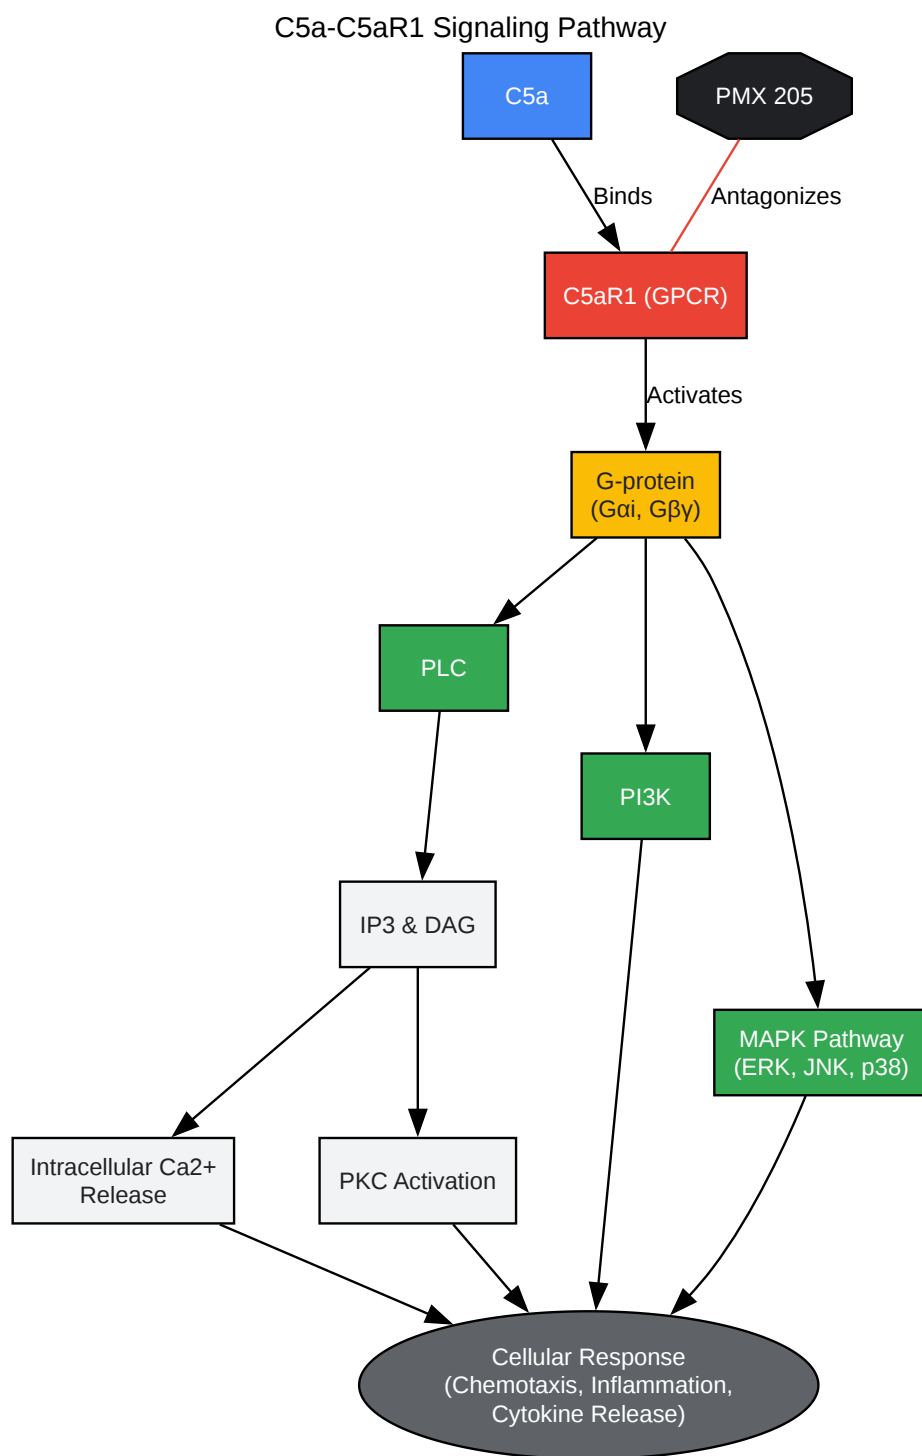 C5a-C5aR1 Signaling Pathway
C5a
PMX 205
Binds
Antagonizes
C5aR1 (GPCR)
Activates
G-protein
(Gαi, Gβγ)
PLC
PI3K
IP3 & DAG
MAPK Pathway
(ERK, JNK, p38)
Intracellular Ca2+
Release
PKC Activation
Cellular Response
(Chemotaxis, Inflammation,
Cytokine Release)